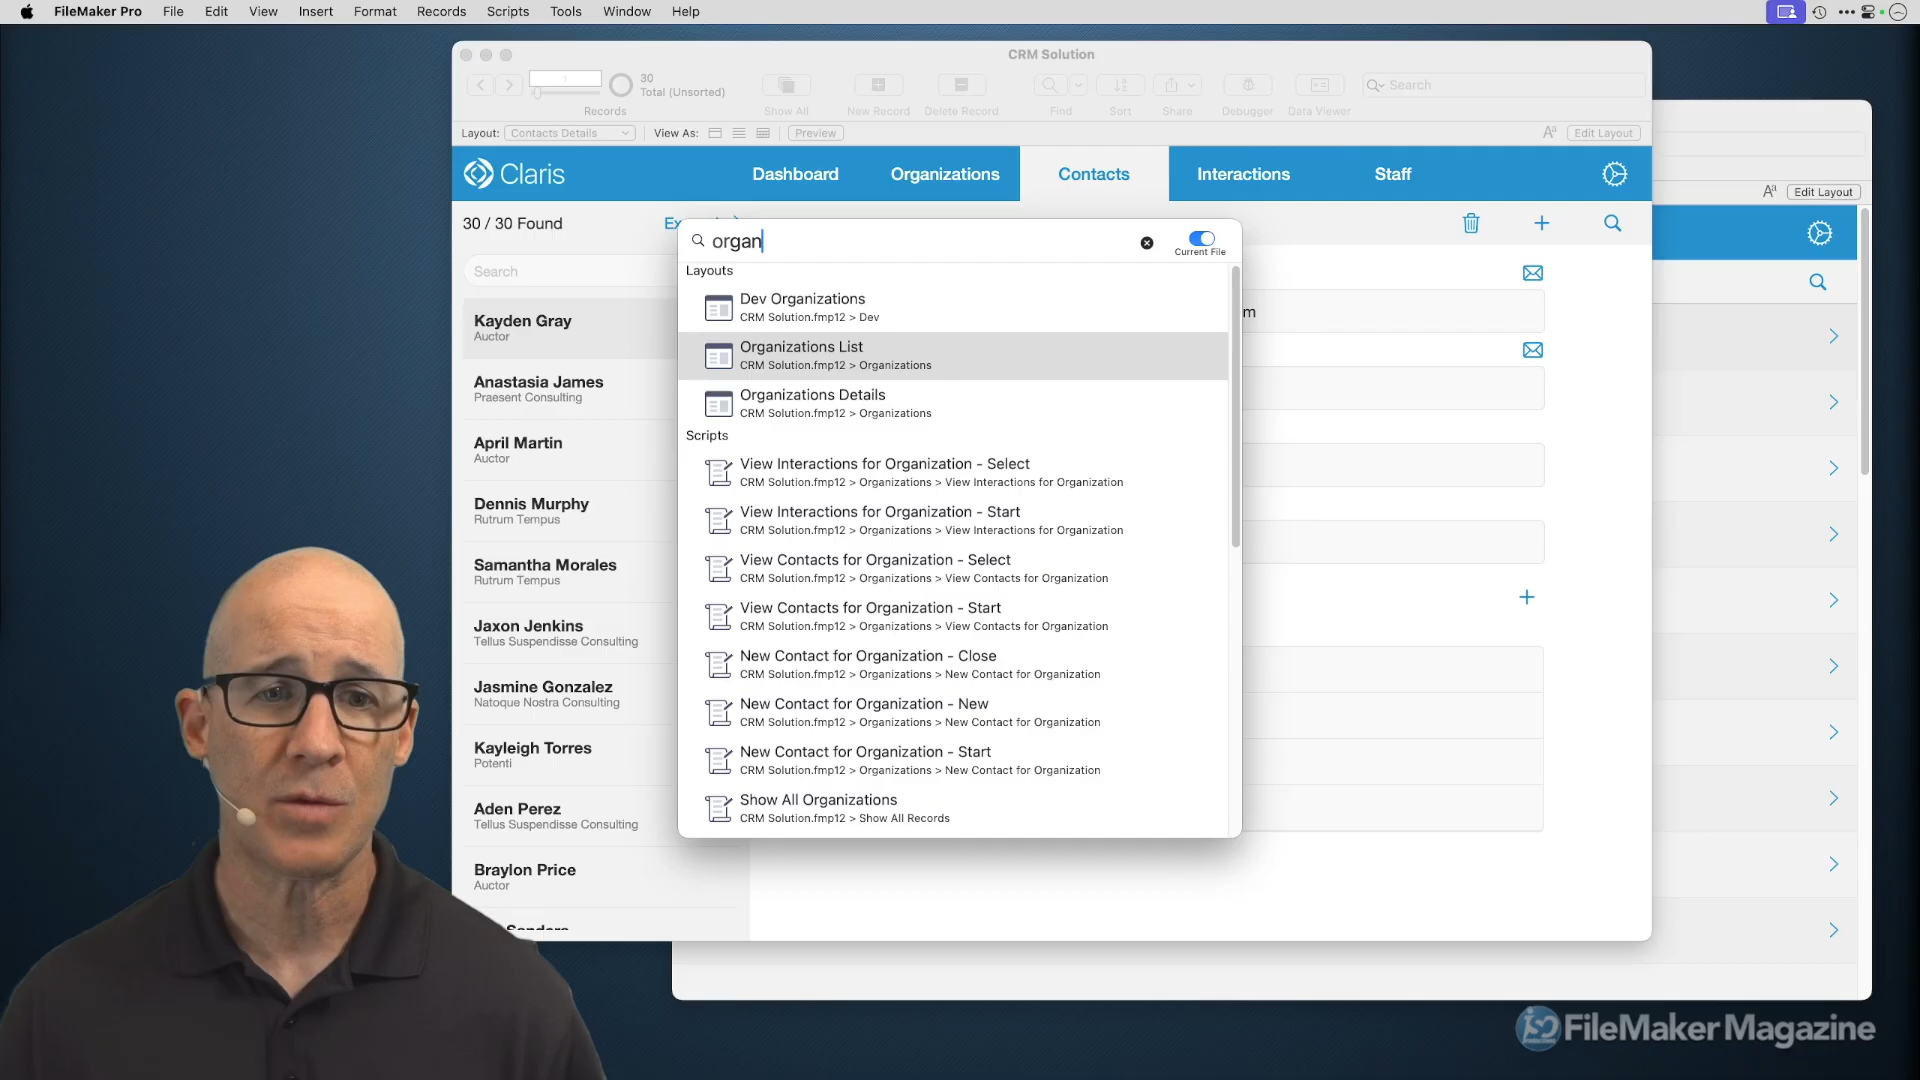 FileMaker Pro File Edit View Insert Format Records Scripts Tools Window Help
CRM Solution
1
30
Total (Unsorted)
Records
Show All
New Record
Delete Record
Find
Sort
Share
Debugger
Data Viewer
Search
Layout: Contacts Details View As: Preview Edit Layout
Edit Layout
Claris
Dashboard Organizations Contacts Interactions Staff
30 / 30 Found
Search
Kayden Gray
Auctor
Anastasia James
Praesent Consulting
April Martin
Auctor
Dennis Murphy
Rutrum Tempus
Samantha Morales
Rutrum Tempus
Jaxon Jenkins
Tellus Suspendisse Consulting
Jasmine Gonzalez
Natoque Nostra Consulting
Kayleigh Torres
Potenti
Aden Perez
Tellus Suspendisse Consulting
Braylon Price
Auctor
organ
Current File
Layouts
Dev Organizations
CRM Solution.fmp12 > Dev
Organizations List
CRM Solution.fmp12 > Organizations
Organizations Details
CRM Solution.fmp12 > Organizations
Scripts
View Interactions for Organization - Select
CRM Solution.fmp12 > Organizations > View Interactions for Organization
View Interactions for Organization - Start
CRM Solution.fmp12 > Organizations > View Interactions for Organization
View Contacts for Organization - Select
CRM Solution.fmp12 > Organizations > View Contacts for Organization
View Contacts for Organization - Start
CRM Solution.fmp12 > Organizations > View Contacts for Organization
New Contact for Organization - Close
CRM Solution.fmp12 > Organizations > New Contact for Organization
New Contact for Organization - New
CRM Solution.fmp12 > Organizations > New Contact for Organization
New Contact for Organization - Start
CRM Solution.fmp12 > Organizations > New Contact for Organization
Show All Organizations
CRM Solution.fmp12 > Show All Records
m
FileMaker Magazine